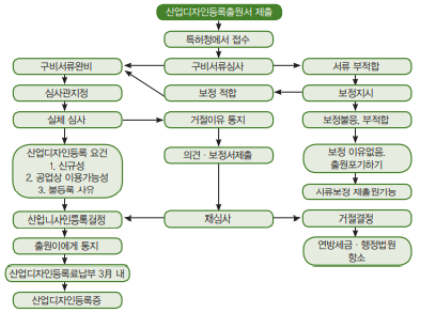 산업디자인등록출원서 제출
특허청에서 접수
구비서류완비
구비서류심사
서류 부적합
심사관지정
보정 적합
보정지시
실체 심사
거절이유 통지
보정불응, 부적합
산업디자인등록 요건
1. 신규성
2. 공업상 이용가능성
3. 불등록 사유
의견·보정서제출
보정 이유없음,
출원포기하기
서류보정 재출원가능
산업디자인등록결정
재심사
거절결정
출원이에게 통지
연방세금·행정법원
항소
산업디자인등록료납부 3月 내
산업디자인등록증